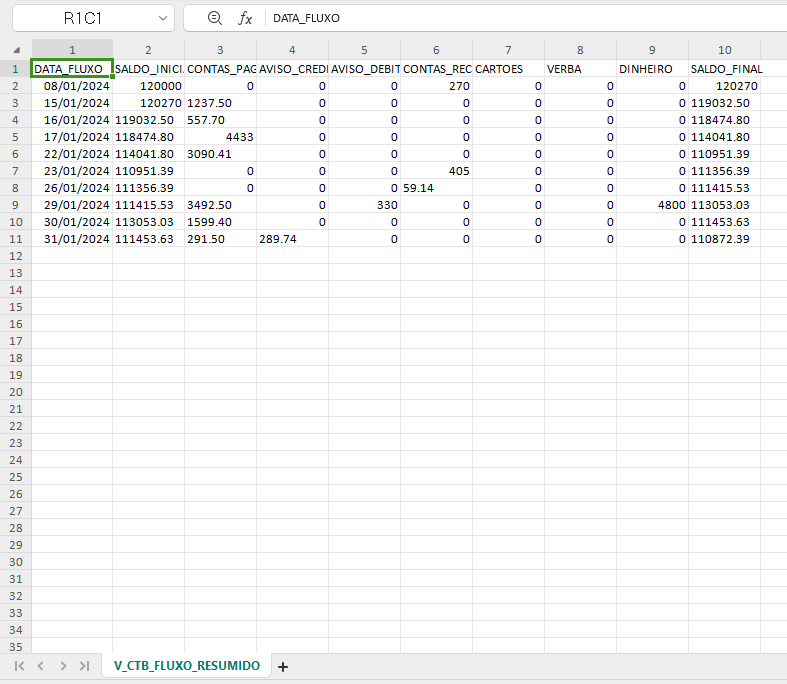 R1C1 fx DATA_FLUXO
1 2 3 4 5 6 7 8 9 10
1 DATA_FLUXO SALDO_INICI CONTAS_PAG AVISO_CREDI AVISO_DEBIT CONTAS_REC CARTOES VERBA DINHEIRO SALDO_FINAL
2 08/01/2024 120000 0 0 0 270 0 0 0 120270
3 15/01/2024 120270 1237.50 0 0 0 0 0 0 119032.50
4 16/01/2024 119032.50 557.70 0 0 0 0 0 0 118474.80
5 17/01/2024 118474.80 4433 0 0 0 0 0 0 114041.80
6 22/01/2024 114041.80 3090.41 0 0 0 0 0 0 110951.39
7 23/01/2024 110951.39 0 0 0 405 0 0 0 111356.39
8 26/01/2024 111356.39 0 0 0 59.14 0 0 0 111415.53
9 29/01/2024 111415.53 3492.50 0 330 0 0 0 4800 113053.03
10 30/01/2024 113053.03 1599.40 0 0 0 0 0 0 111453.63
11 31/01/2024 111453.63 291.50 289.74 0 0 0 0 0 110872.39
12
13
14
15
16
17
18
19
20
21
22
23
24
25
26
27
28
29
30
31
32
33
34
35
V_CTB_FLUXO_RESUMIDO +